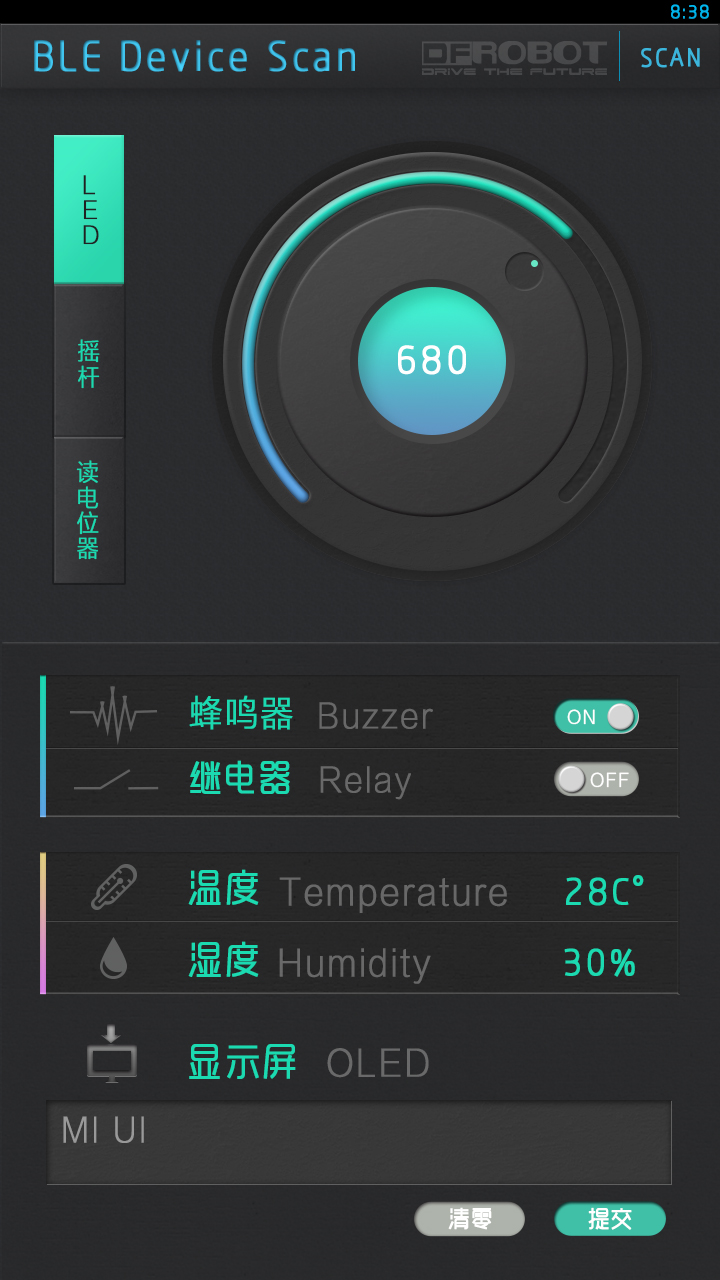 8:38
BLE Device Scan
DFROBOT
DRIVE THE FUTURE
SCAN
LED
摇杆
读电位器
680
蜂鸣器 Buzzer ON
继电器 Relay OFF
温度 Temperature 28C°
湿度 Humidity 30%
显示屏 OLED
MI UI
清零 提交